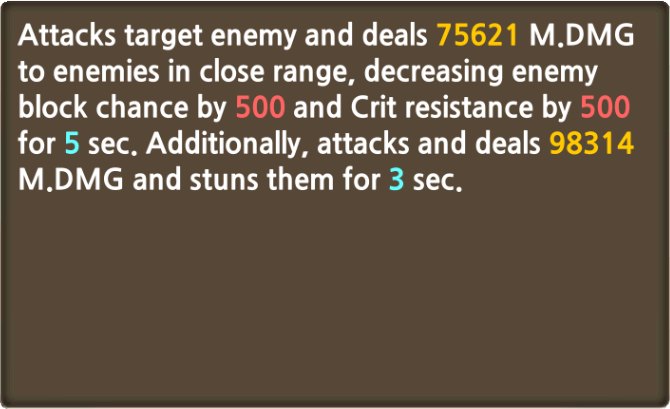 Attacks target enemy and deals 75621 M.DMG
to enemies in close range, decreasing enemy
block chance by 500 and Crit resistance by 500
for 5 sec. Additionally, attacks and deals 98314
M.DMG and stuns them for 3 sec.